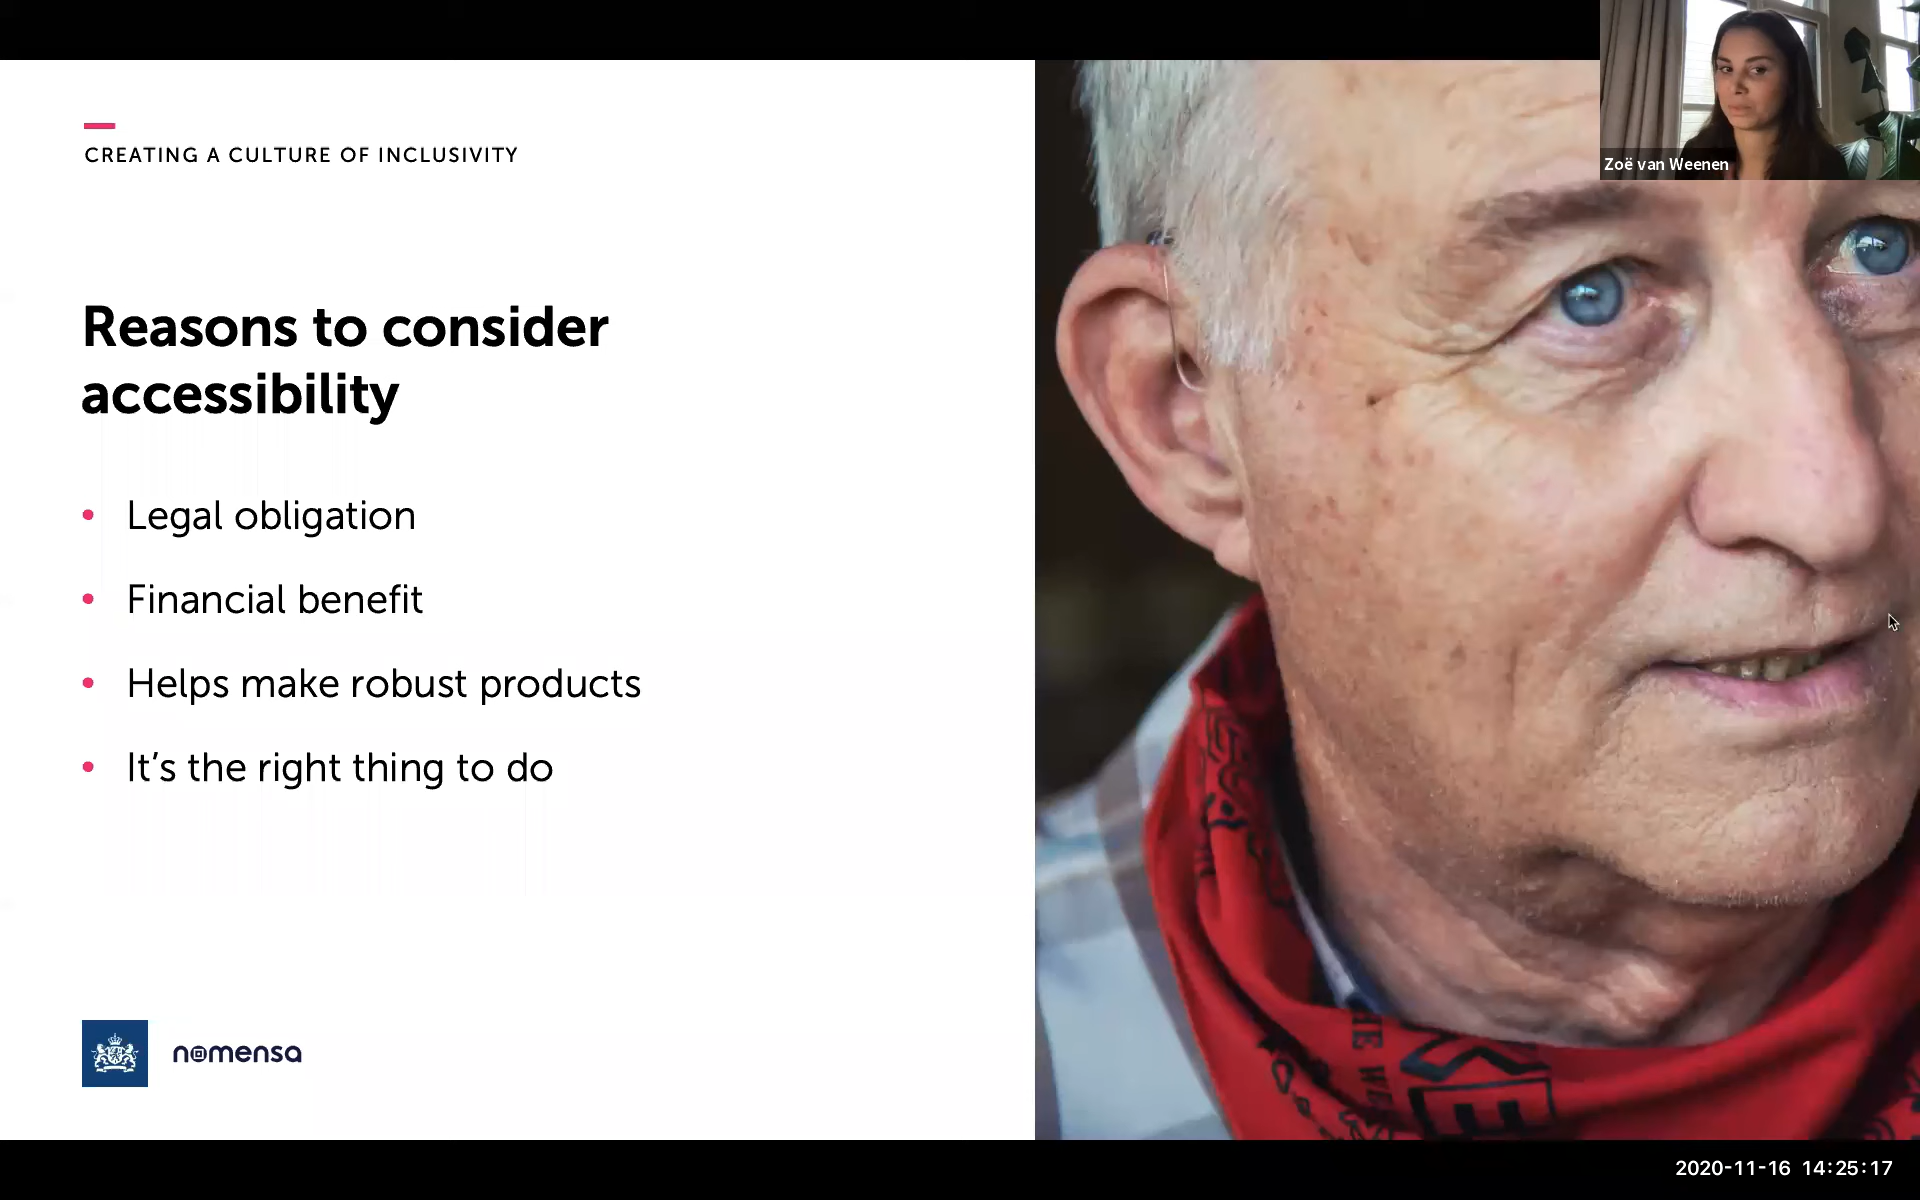 Zoë van Weenen
CREATING A CULTURE OF INCLUSIVITY
Reasons to consider
accessibility
• Legal obligation
• Financial benefit
• Helps make robust products
• It’s the right thing to do
nomensa
2020-11-16 14:25:17